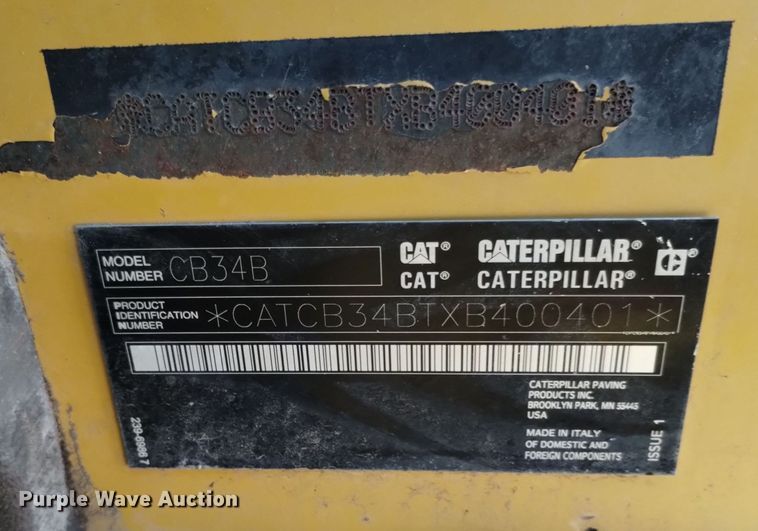 *CATCB34BTXB400401*
MODEL NUMBER CB34B
CAT® CATERPILLAR®
CAT® CATERPILLAR®
PRODUCT IDENTIFICATION NUMBER *CATCB34BTXB400401*
CATERPILLAR PAVING
PRODUCTS INC.
BROOKLYN PARK, MN 55445
USA
MADE IN ITALY
OF DOMESTIC AND
FOREIGN COMPONENTS
ISSUE 1
Purple Wave Auction